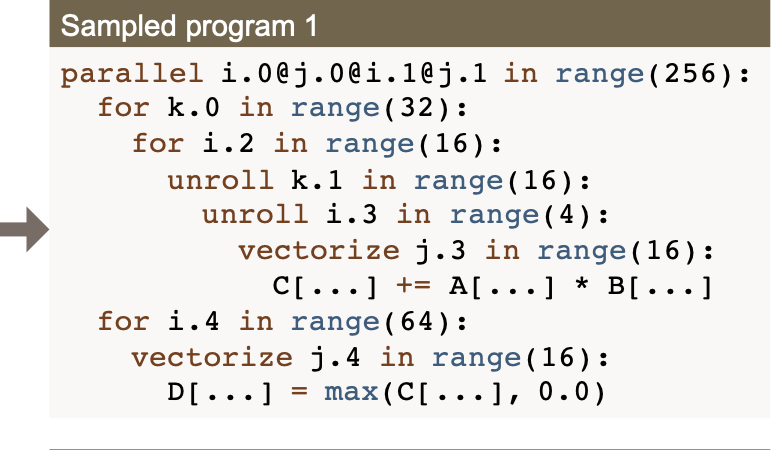 Sampled program 1
parallel i.0@j.0@i.1@j.1 in range(256):
for k.0 in range(32):
for i.2 in range(16):
unroll k.1 in range(16):
unroll i.3 in range(4):
vectorize j.3 in range(16):
C[...] += A[...] * B[...]
for i.4 in range(64):
vectorize j.4 in range(16):
D[...] = max(C[...], 0.0)